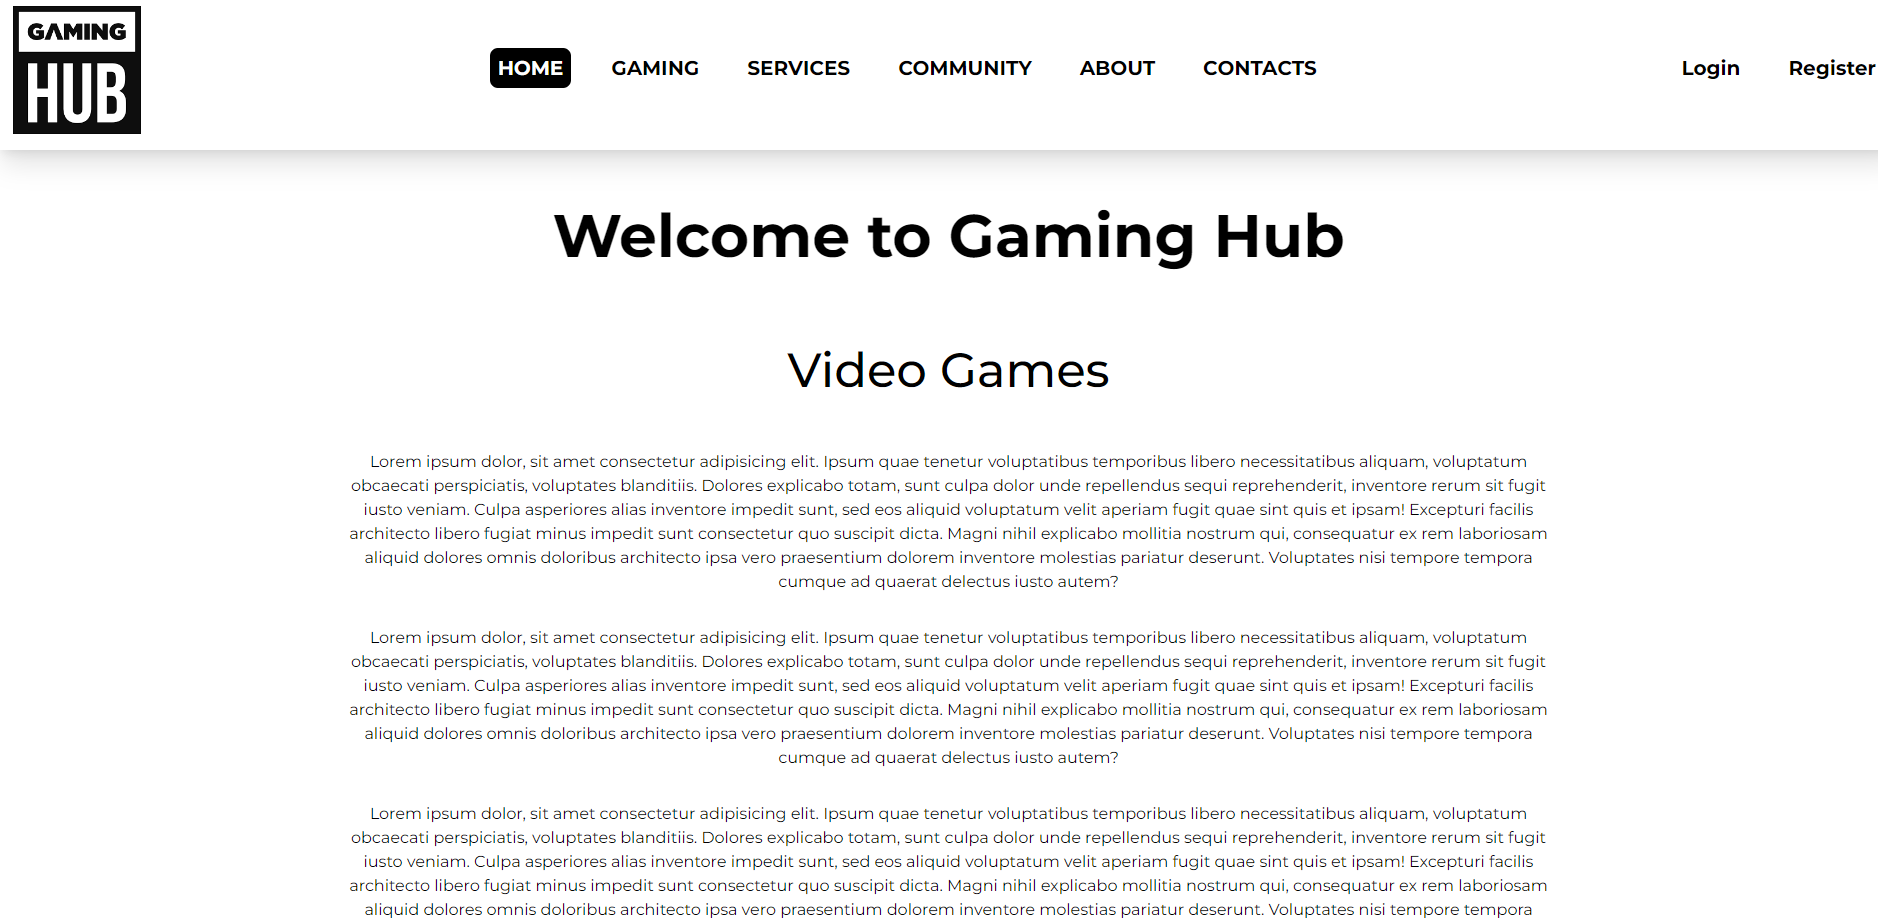 GAMING
HUB
HOME GAMING SERVICES COMMUNITY ABOUT CONTACTS Login Register
Welcome to Gaming Hub
Video Games
Lorem ipsum dolor, sit amet consectetur adipisicing elit. Ipsum quae tenetur voluptatibus temporibus libero necessitatibus aliquam, voluptatum
obcaecati perspiciatis, voluptates blanditiis. Dolores explicabo totam, sunt culpa dolor unde repellendus sequi reprehenderit, inventore rerum sit fugit
iusto veniam. Culpa asperiores alias inventore impedit sunt, sed eos aliquid voluptatum velit aperiam fugit quae sint quis et ipsam! Excepturi facilis
architecto libero fugiat minus impedit sunt consectetur quo suscipit dicta. Magni nihil explicabo mollitia nostrum qui, consequatur ex rem laboriosam
aliquid dolores omnis doloribus architecto ipsa vero praesentium dolorem inventore molestias pariatur deserunt. Voluptates nisi tempore tempora
cumque ad quaerat delectus iusto autem?
Lorem ipsum dolor, sit amet consectetur adipisicing elit. Ipsum quae tenetur voluptatibus temporibus libero necessitatibus aliquam, voluptatum
obcaecati perspiciatis, voluptates blanditiis. Dolores explicabo totam, sunt culpa dolor unde repellendus sequi reprehenderit, inventore rerum sit fugit
iusto veniam. Culpa asperiores alias inventore impedit sunt, sed eos aliquid voluptatum velit aperiam fugit quae sint quis et ipsam! Excepturi facilis
architecto libero fugiat minus impedit sunt consectetur quo suscipit dicta. Magni nihil explicabo mollitia nostrum qui, consequatur ex rem laboriosam
aliquid dolores omnis doloribus architecto ipsa vero praesentium dolorem inventore molestias pariatur deserunt. Voluptates nisi tempore tempora
cumque ad quaerat delectus iusto autem?
Lorem ipsum dolor, sit amet consectetur adipisicing elit. Ipsum quae tenetur voluptatibus temporibus libero necessitatibus aliquam, voluptatum
obcaecati perspiciatis, voluptates blanditiis. Dolores explicabo totam, sunt culpa dolor unde repellendus sequi reprehenderit, inventore rerum sit fugit
iusto veniam. Culpa asperiores alias inventore impedit sunt, sed eos aliquid voluptatum velit aperiam fugit quae sint quis et ipsam! Excepturi facilis
architecto libero fugiat minus impedit sunt consectetur quo suscipit dicta. Magni nihil explicabo mollitia nostrum qui, consequatur ex rem laboriosam
aliquid dolores omnis doloribus architecto ipsa vero praesentium dolorem inventore molestias pariatur deserunt. Voluptates nisi tempore tempora